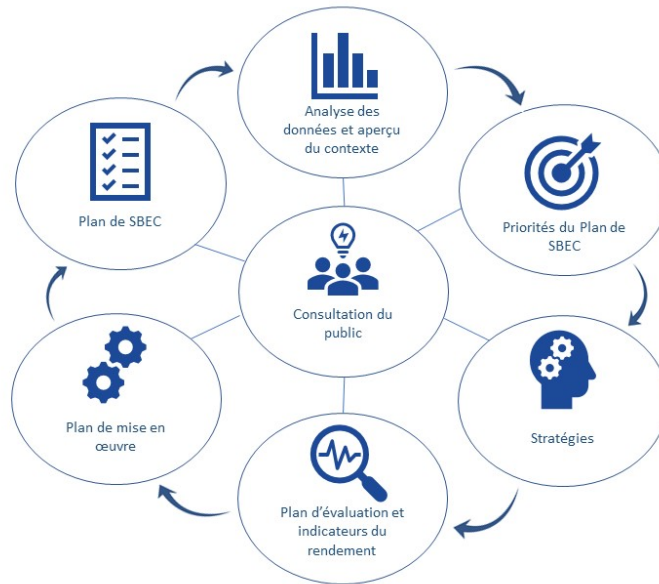 Analyse des
données et aperçu
du contexte
Priorités du Plan de
SBEC
Stratégies
Plan d'évaluation et
indicateurs du
rendement
Plan de mise en
œuvre
Plan de SBEC
Consultation du
public